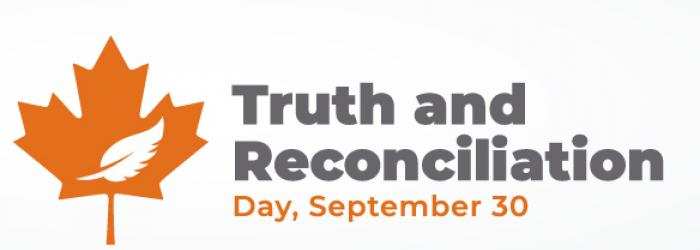 Truth and
Reconciliation
Day, September 30